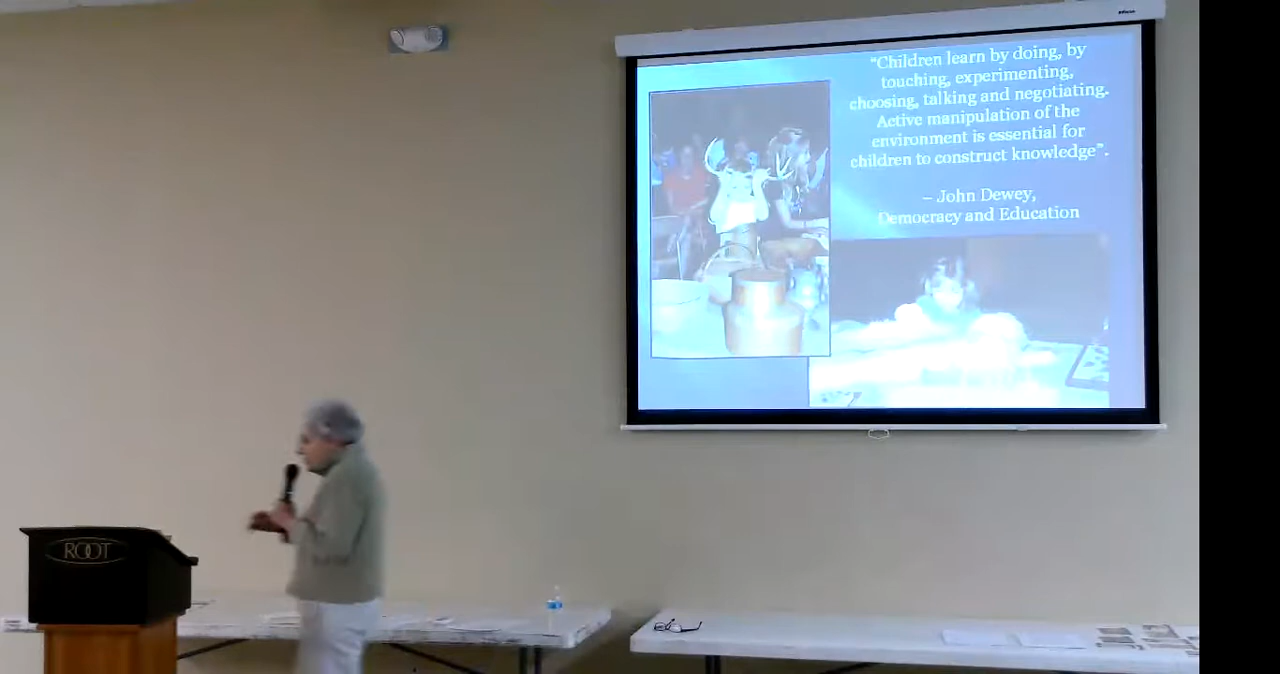 “Children learn by doing, by
touching, experimenting,
choosing, talking and negotiating.
Active manipulation of the
environment is essential for
children to construct knowledge”.
– John Dewey,
Democracy and Education
ROOT